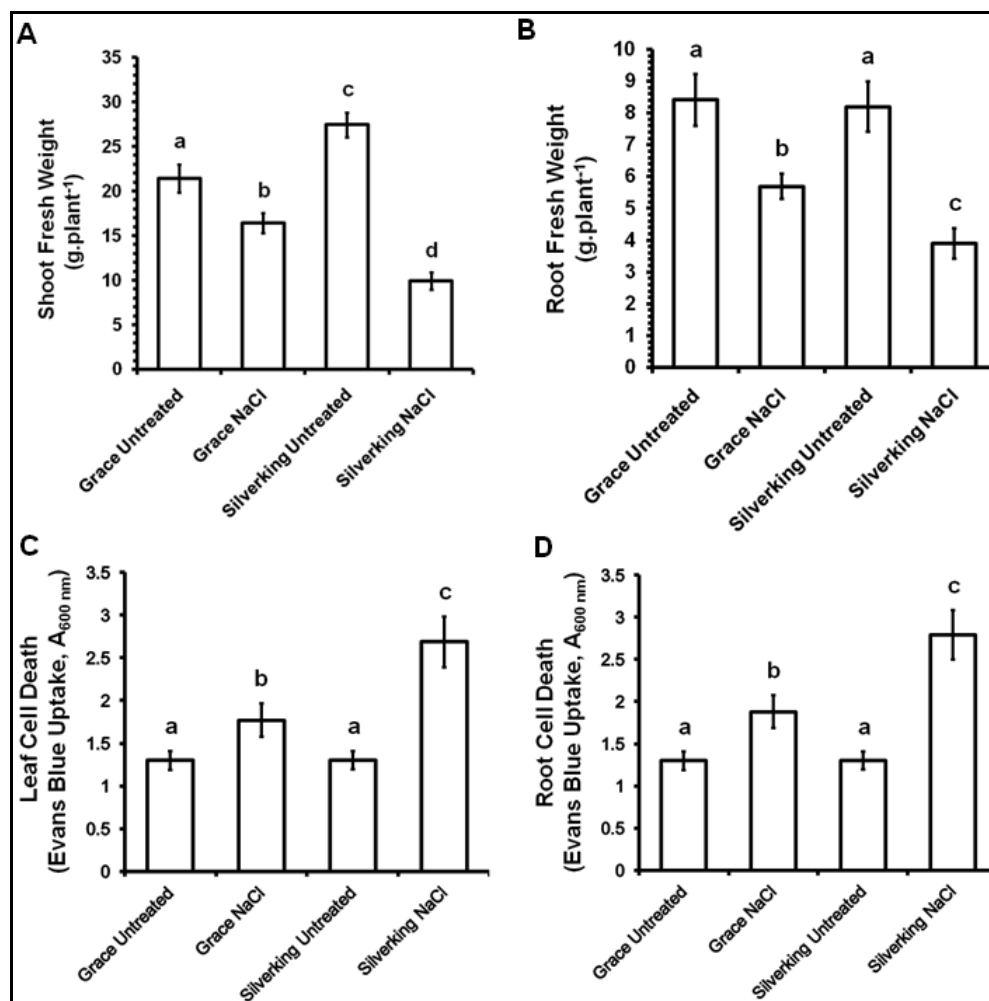 A
Shoot Fresh Weight
(g.plant⁻¹)
35
30
25
20
15
10
5
0
a
b
c
d
Grace Untreated
Grace NaCl
Silverking Untreated
Silverking NaCl
B
Root Fresh Weight
(g.plant⁻¹)
10
9
8
7
6
5
4
3
2
1
0
a
b
a
c
Grace Untreated
Grace NaCl
Silverking Untreated
Silverking NaCl
C
Leaf Cell Death
(Evans Blue Uptake, A₆₀₀ ₙₘ)
3.5
3
2.5
2
1.5
1
0.5
0
a
b
a
c
Grace Untreated
Grace NaCl
Silverking Untreated
Silverking NaCl
D
Root Cell Death
(Evans Blue Uptake, A₆₀₀ ₙₘ)
3.5
3
2.5
2
1.5
1
0.5
0
a
b
a
c
Grace Untreated
Grace NaCl
Silverking Untreated
Silverking NaCl